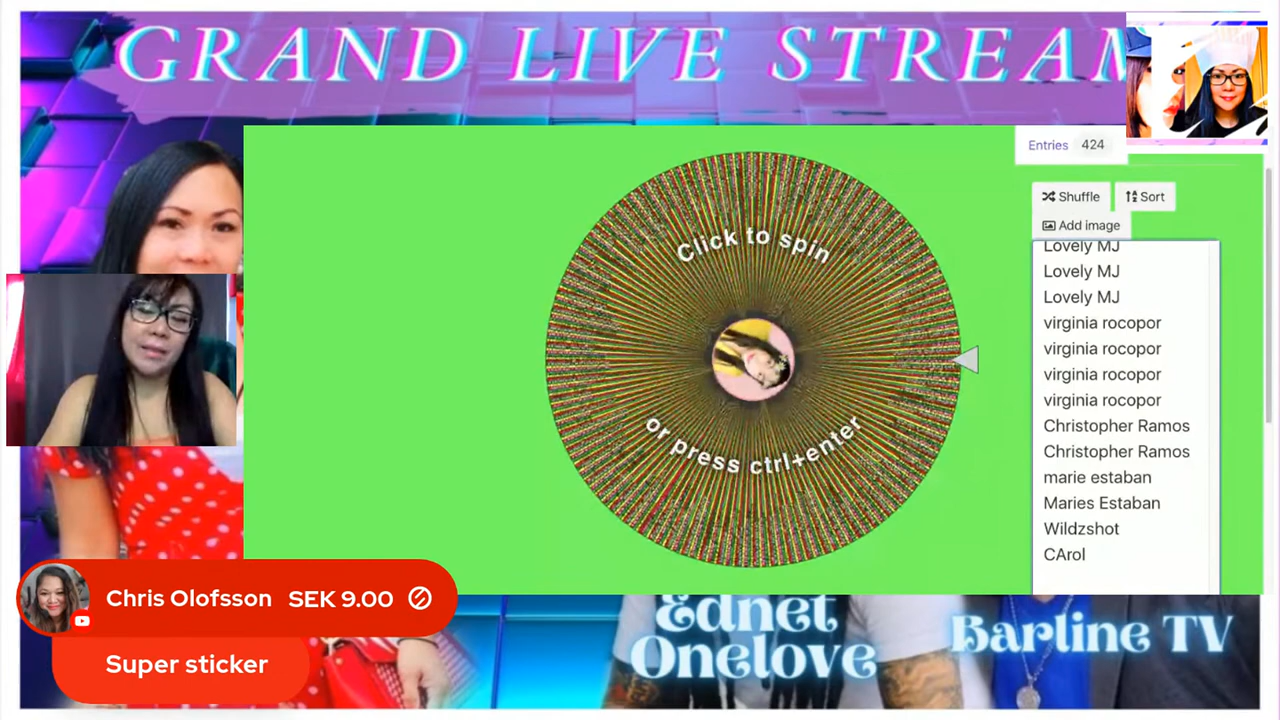 GRAND LIVE STREAM
Entries 424
Shuffle
Sort
Add image
Click to spin
or press ctrl+enter
Lovely MJ
Lovely MJ
Lovely MJ
virginia rocopor
virginia rocopor
virginia rocopor
virginia rocopor
Christopher Ramos
Christopher Ramos
marie estaban
Maries Estaban
Wildzshot
CArol
Chris Olofsson SEK 9.00
Super sticker
Ednet
Onelove
Barline TV